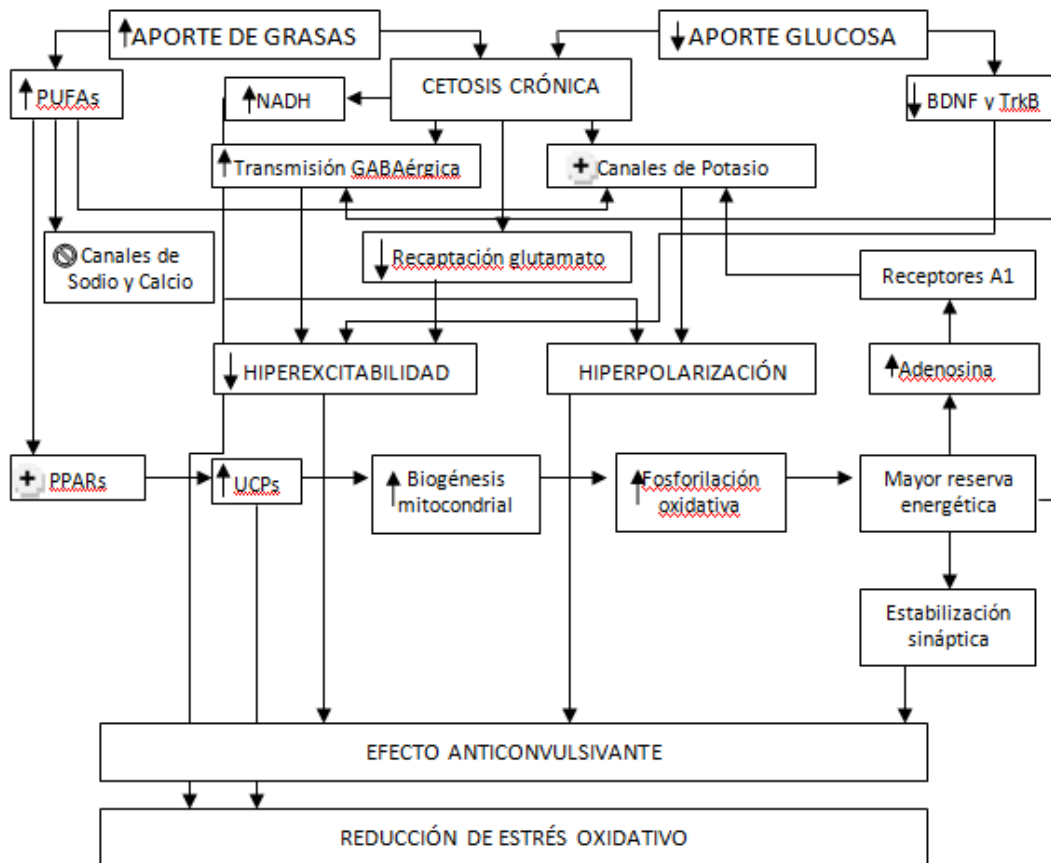 APORTE DE GRASAS
APORTE GLUCOSA
PUFAs
NADH
CETOSIS CRÓNICA
BDNF y TrkB
Transmisión GABAérgica
+ Canales de Potasio
Canales de
Sodio y Calcio
Recaptación glutamato
Receptores A1
HIPEREXCITABILIDAD
HIPERPOLARIZACIÓN
Adenosina
+ PPARs
UCPs
Biogénesis
mitocondrial
Fosforilación
oxidativa
Mayor reserva
energética
Estabilización
sináptica
EFECTO ANTICONVULSIVANTE
REDUCCIÓN DE ESTRÉS OXIDATIVO